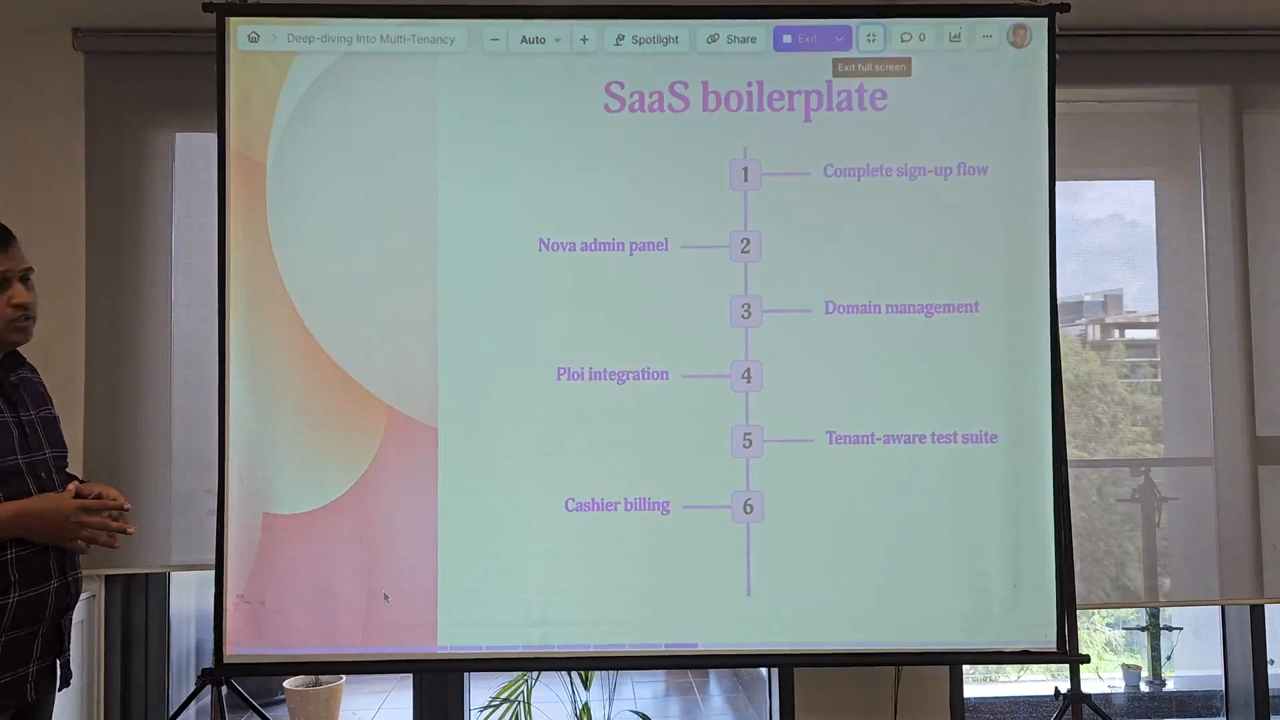 Deep-diving Into Multi-Tenancy
Auto
Spotlight
Share
Exit
0
Exit full screen
SaaS boilerplate
1
Complete sign-up flow
Nova admin panel
2
3
Domain management
Ploi integration
4
5
Tenant-aware test suite
Cashier billing
6